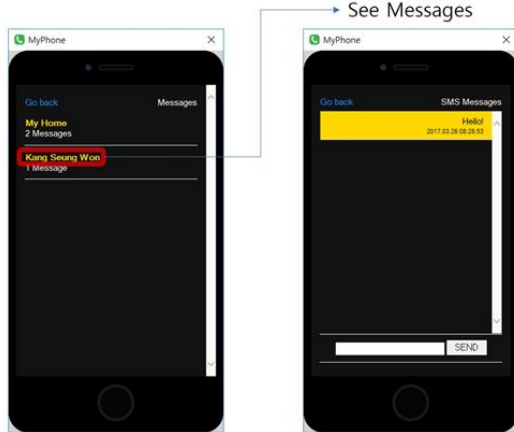 See Messages
MyPhone
Go back Messages
My Home
2 Messages
Kang Seung Won
1 Message
MyPhone
Go back SMS Messages
Hello!
2017.03.26 08:28:53
SEND